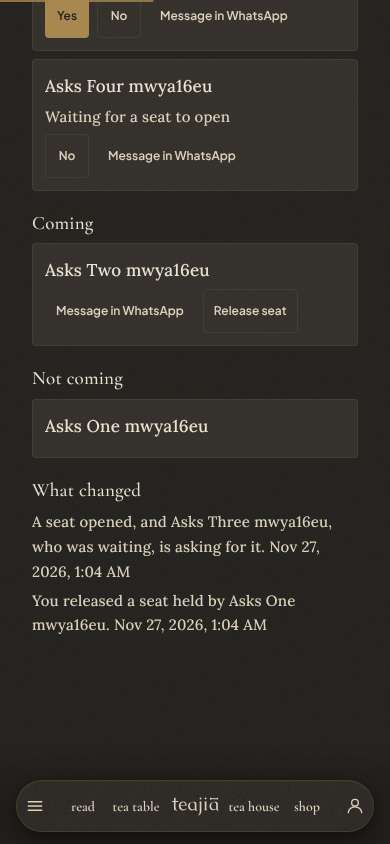 Yes No Message in WhatsApp
Asks Four mwya16eu
Waiting for a seat to open
No Message in WhatsApp
Coming
Asks Two mwya16eu
Message in WhatsApp Release seat
Not coming
Asks One mwya16eu
What changed
A seat opened, and Asks Three mwya16eu,
who was waiting, is asking for it. Nov 27,
2026, 1:04 AM
You released a seat held by Asks One
mwya16eu. Nov 27, 2026, 1:04 AM
read tea table teajiā tea house shop